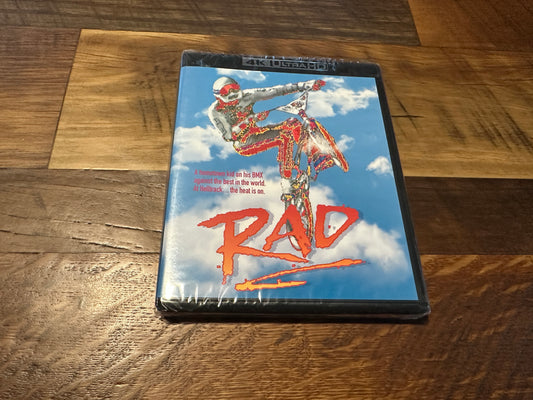 4K ULTRA HD
A hometown kid on his BMX
against the best in the world.
At Helltrack... the heat is on.
RAD